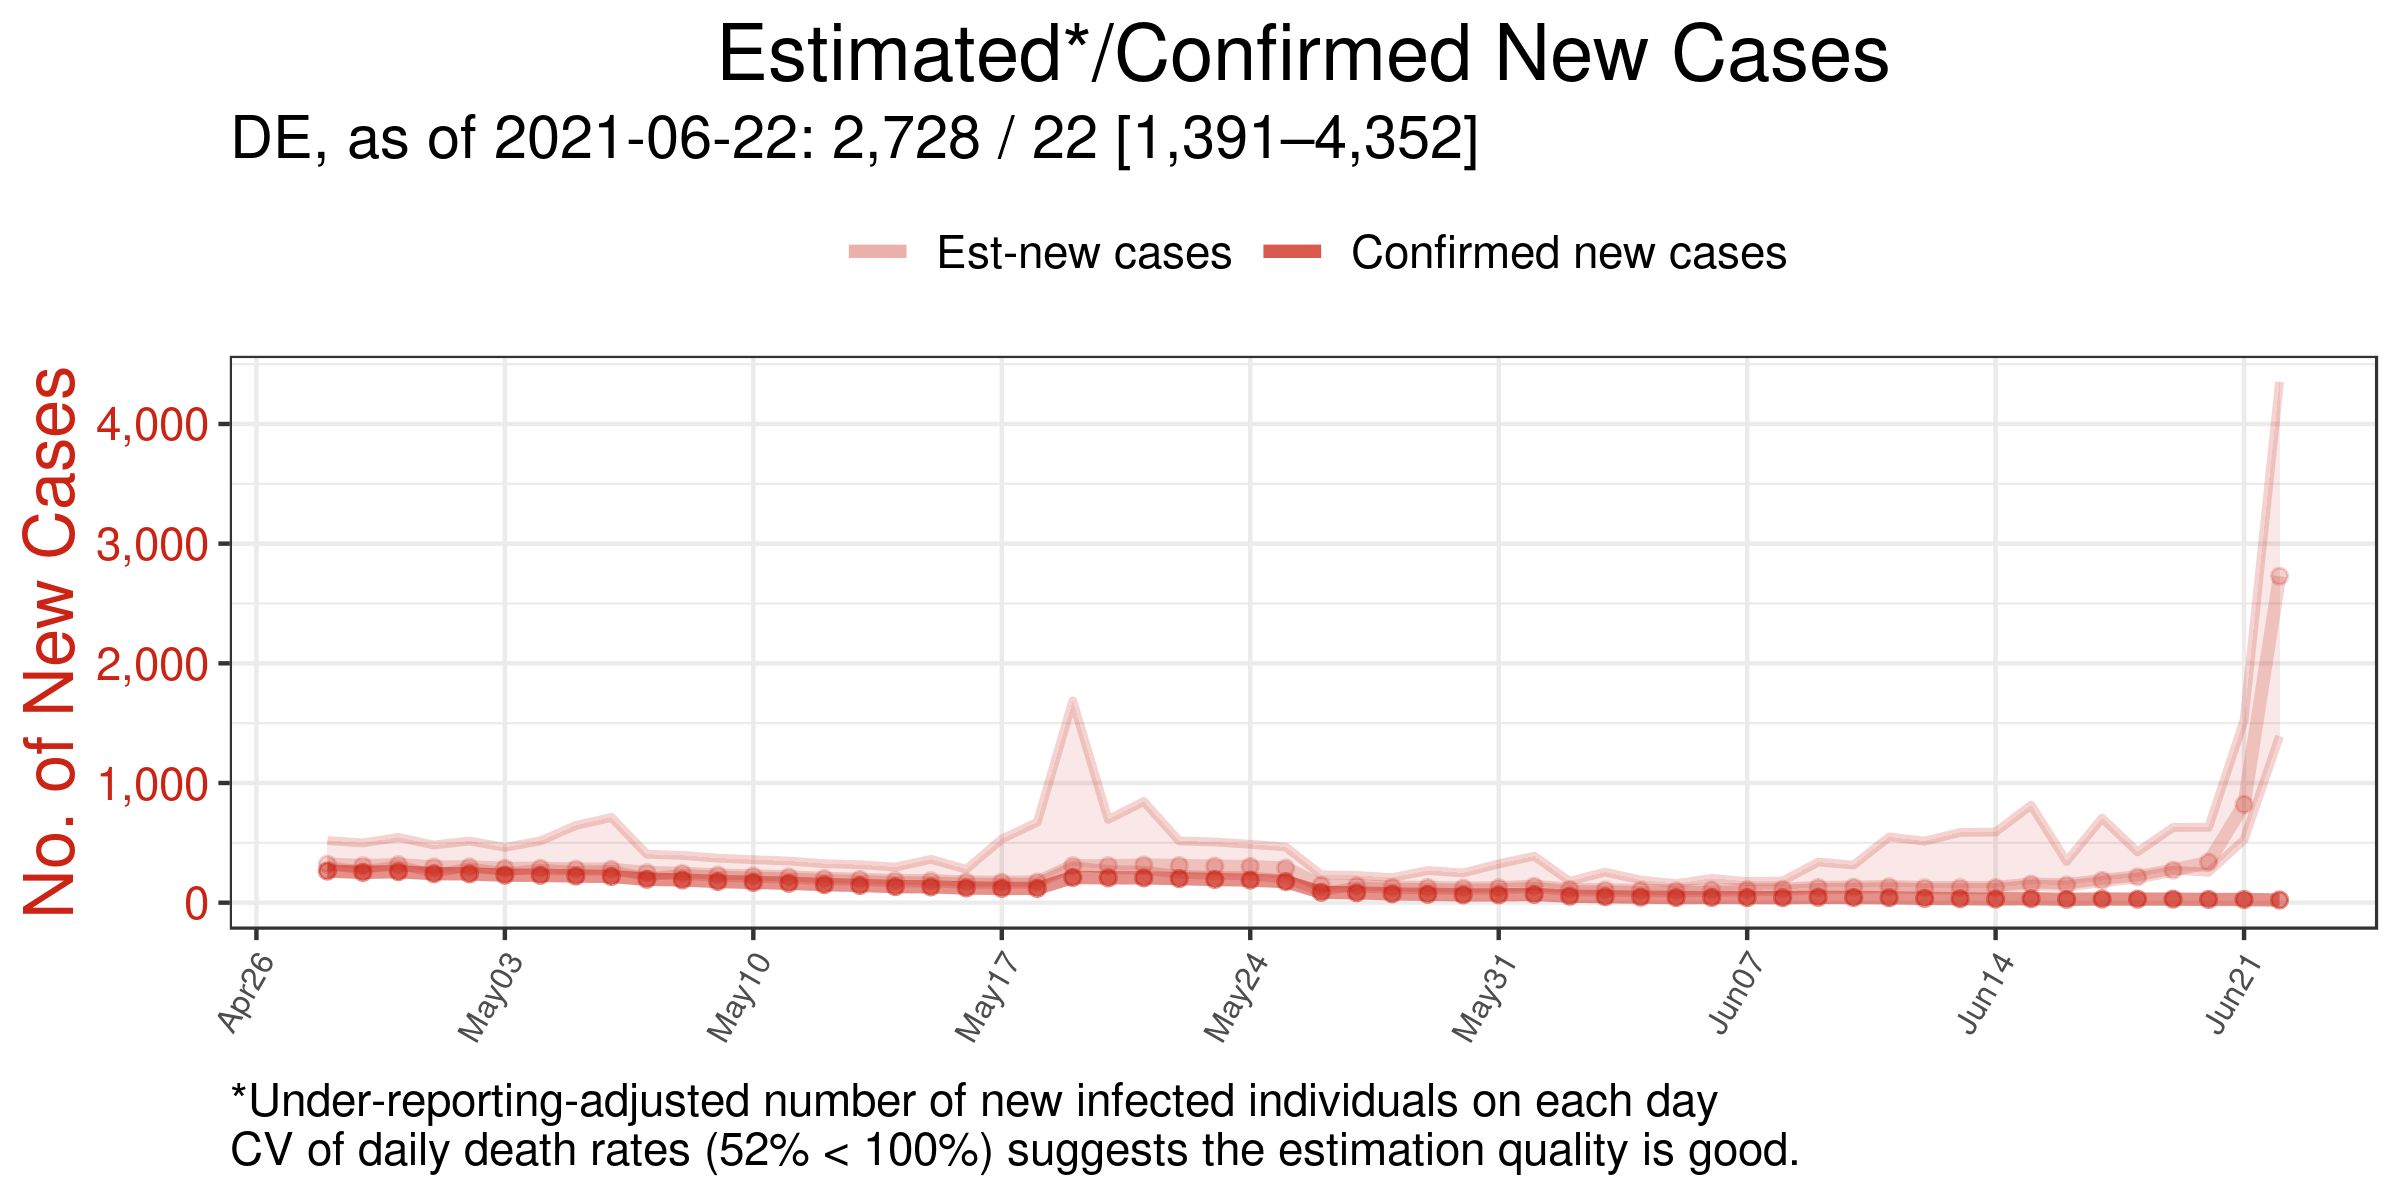 Estimated*/Confirmed New Cases
DE, as of 2021-06-22: 2,728 / 22 [1,391–4,352]
Est-new cases
Confirmed new cases
No. of New Cases
4,000
3,000
2,000
1,000
0
Apr26
May03
May10
May17
May24
May31
Jun07
Jun14
Jun21
*Under-reporting-adjusted number of new infected individuals on each day
CV of daily death rates (52% < 100%) suggests the estimation quality is good.